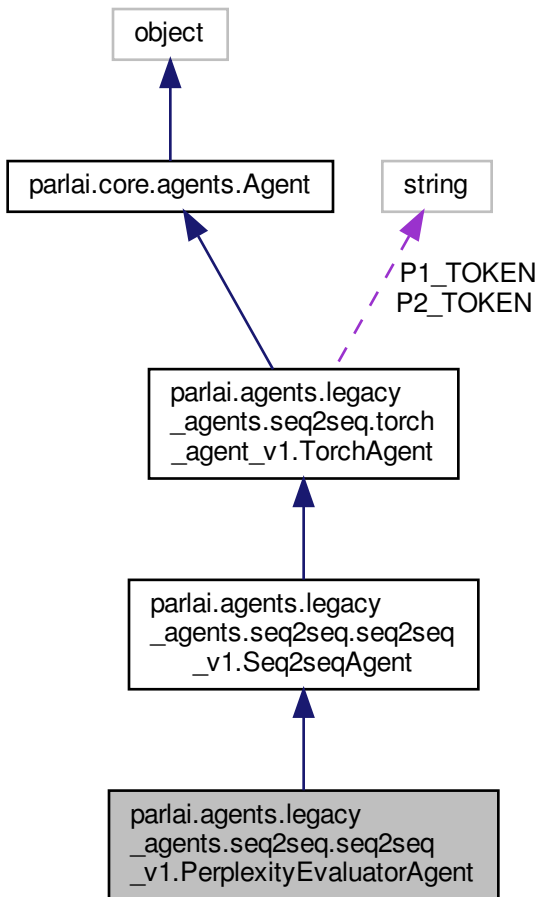 object
parlai.core.agents.Agent
string
P1_TOKEN
P2_TOKEN
parlai.agents.legacy
_agents.seq2seq.torch
_agent_v1.TorchAgent
parlai.agents.legacy
_agents.seq2seq.seq2seq
_v1.Seq2seqAgent
parlai.agents.legacy
_agents.seq2seq.seq2seq
_v1.PerplexityEvaluatorAgent